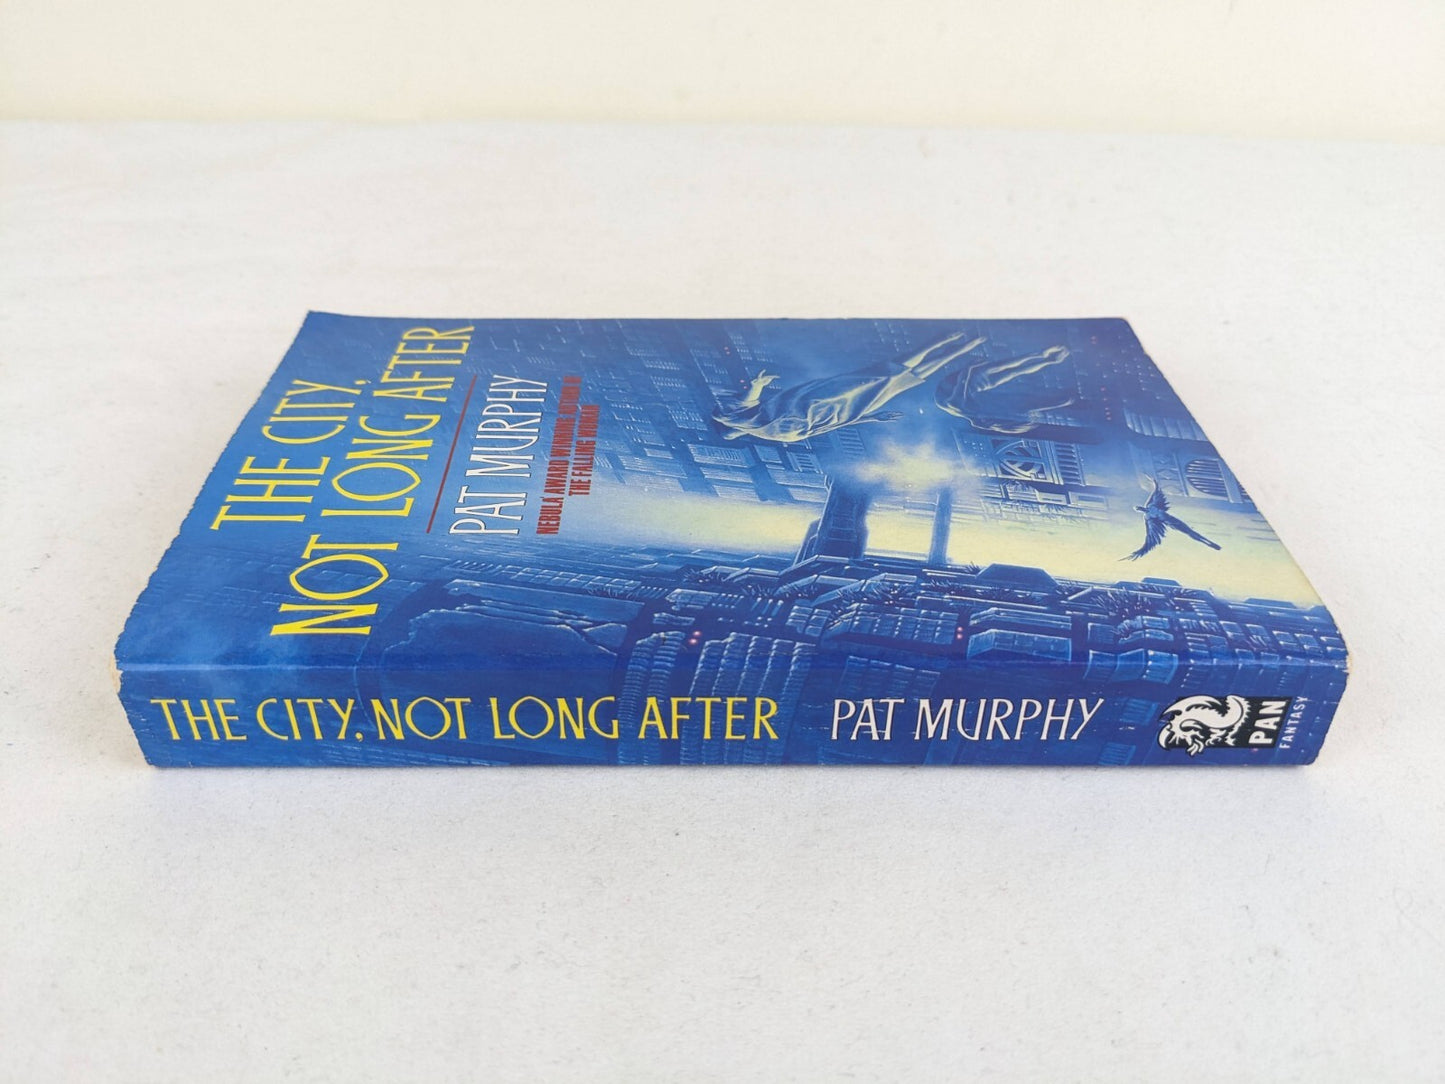 THE CITY,
NOT LONG AFTER
PAT MURPHY
NEBULA AWARD WINNING AUTHOR OF
THE FALLING WOMAN
THE CITY, NOT LONG AFTER PAT MURPHY PAN
FANTASY